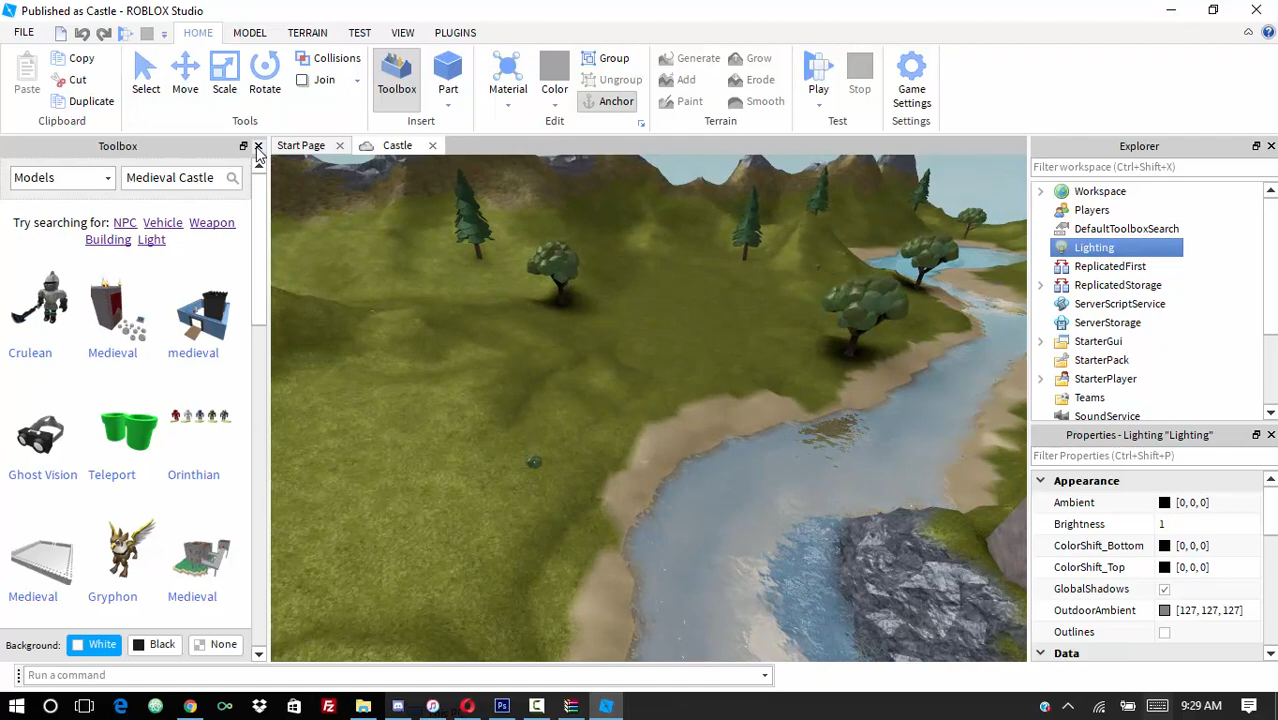 Published as Castle - ROBLOX Studio
FILE HOME MODEL TERRAIN TEST VIEW PLUGINS
Paste Copy Cut Duplicate Clipboard
Select Move Scale Rotate Collisions Join Tools
Toolbox Part Insert
Material Color Group Ungroup Anchor Edit
Generate Grow Add Erode Paint Smooth Terrain
Play Stop Test
Game Settings Settings
Toolbox
Models Medieval Castle
Try searching for: NPC Vehicle Weapon
Building Light
Crulean Medieval medieval
Ghost Vision Teleport Orinthian
Medieval Gryphon Medieval
Background: White Black None
Start Page Castle
Explorer
Filter workspace (Ctrl+Shift+X)
Workspace
Players
DefaultToolboxSearch
Lighting
ReplicatedFirst
ReplicatedStorage
ServerScriptService
ServerStorage
StarterGui
StarterPack
StarterPlayer
Teams
SoundService
Properties - Lighting "Lighting"
Filter Properties (Ctrl+Shift+P)
Appearance
Ambient [0, 0, 0]
Brightness 1
ColorShift_Bottom [0, 0, 0]
ColorShift_Top [0, 0, 0]
GlobalShadows
OutdoorAmbient [127, 127, 127]
Outlines
Data
Run a command
Fz Ps 9:29 AM